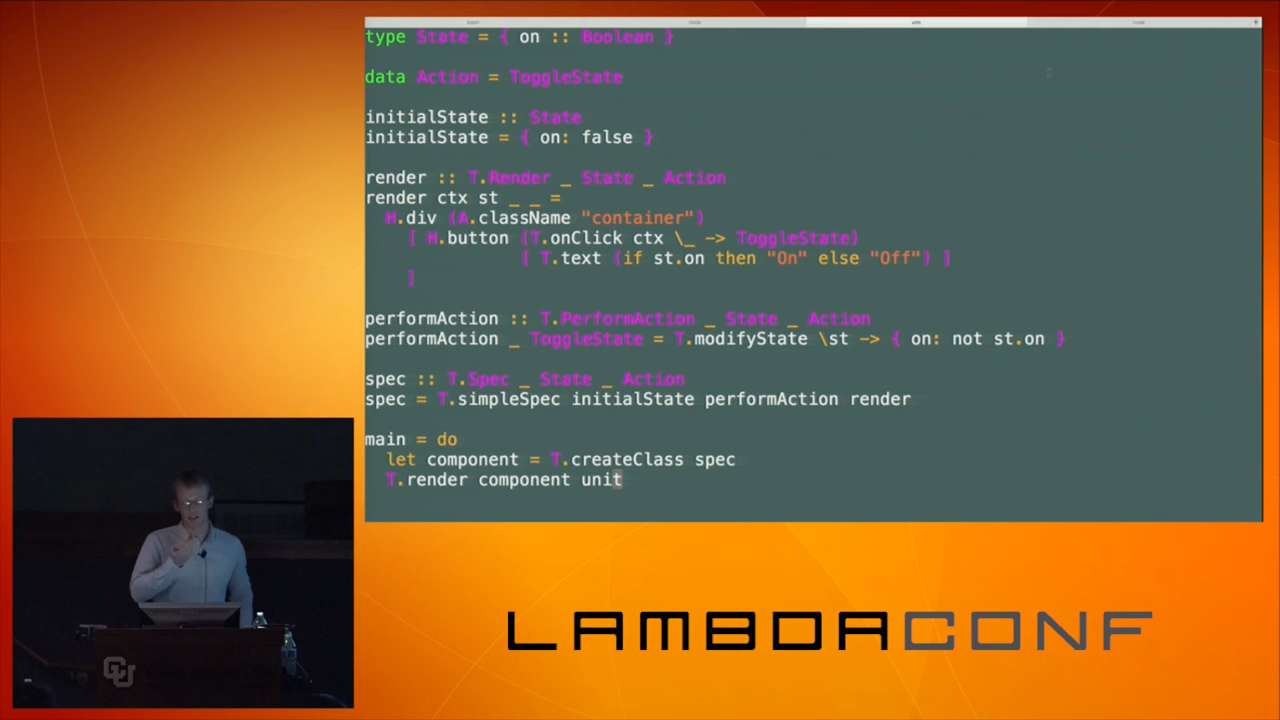 type State = { on :: Boolean }
data Action = ToggleState
initialState :: State
initialState = { on: false }
render :: T.Render _ State _ Action
render ctx st _ _ =
  H.div (A.className "container")
    [ H.button (T.onClick ctx \_ -> ToggleState)
               [ T.text (if st.on then "On" else "Off") ]
    ]
performAction :: T.PerformAction _ State _ Action
performAction _ ToggleState = T.modifyState \st -> { on: not st.on }
spec :: T.Spec _ State _ Action
spec = T.simpleSpec initialState performAction render
main = do
  let component = T.createClass spec
  T.render component unit
LAMBDACONF
CU